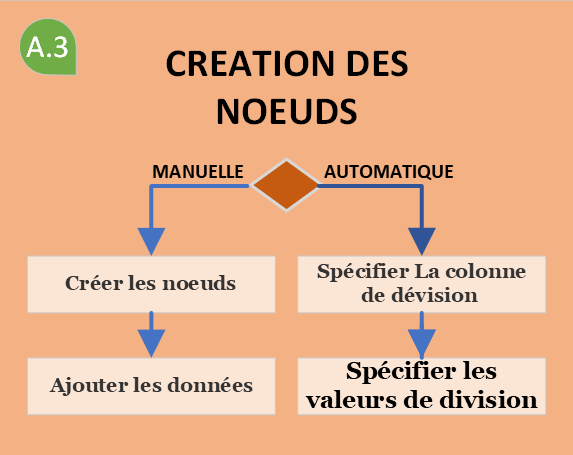 A.3
CREATION DES
NOEUDS
MANUELLE
AUTOMATIQUE
Créer les noeuds
Spécifier La colonne
de dévision
Ajouter les données
Spécifier les
valeurs de division